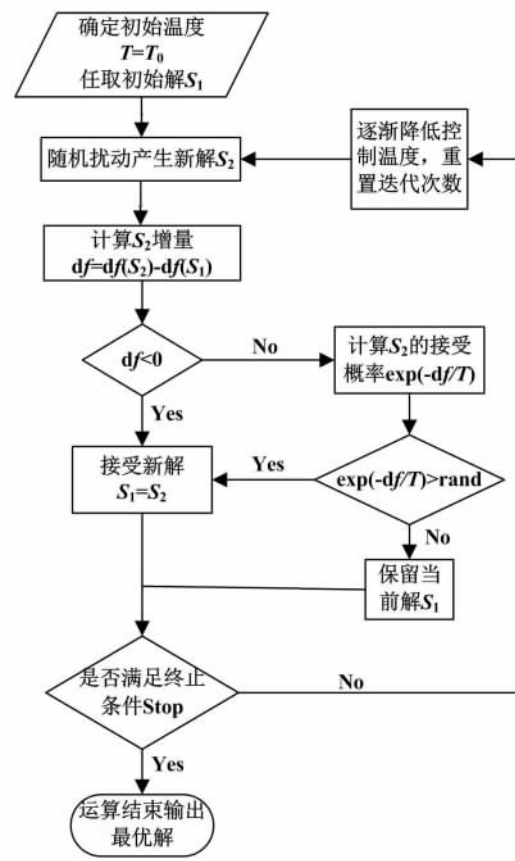 确定初始温度
T=T₀
任取初始解S₁
随机扰动产生新解S₂
逐渐降低控
制温度，重
置迭代次数
计算S₂增量
df=df(S₂)-df(S₁)
df<0
No
计算S₂的接受
概率exp(-df/T)
Yes
接受新解
S₁=S₂
Yes
exp(-df/T)>rand
No
保留当
前解S₁
是否满足终止
条件Stop
No
Yes
运算结束输出
最优解